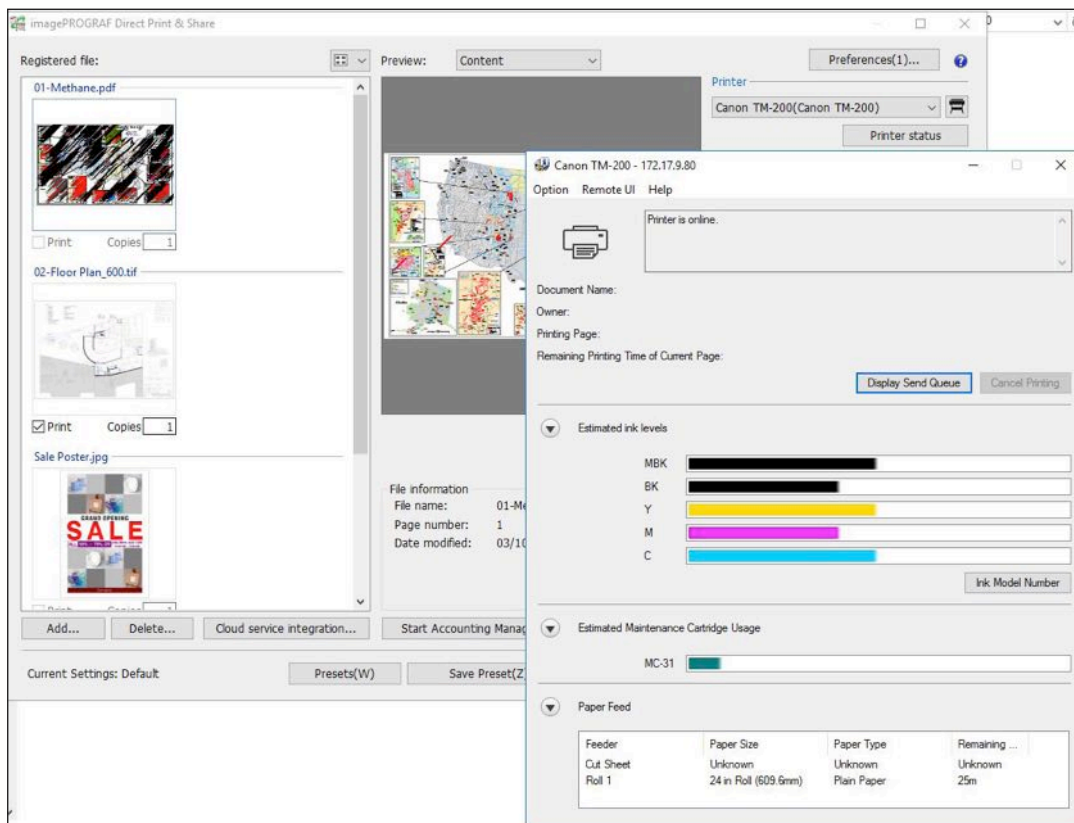 imagePROGRAF Direct Print & Share
Registered file:
Preview:
Content
Preferences(1)...
01-Methane.pdf
Print Copies 1
02-Floor Plan_600.tif
Print Copies 1
Sale Poster.jpg
GRAND OPENING
SALE
Printer
Canon TM-200(Canon TM-200)
Printer status
File information
File name: 01-Me
Page number: 1
Date modified: 03/10
Add...
Delete...
Cloud service integration...
Start Accounting Manag
Current Settings: Default
Presets(W)
Save Preset(Z)
Canon TM-200 - 172.17.9.80
Option Remote UI Help
Printer is online.
Document Name:
Owner:
Printing Page:
Remaining Printing Time of Current Page:
Display Send Queue
Cancel Printing
Estimated ink levels
MBK
BK
Y
M
C
Ink Model Number
Estimated Maintenance Cartridge Usage
MC-31
Paper Feed
Feeder Paper Size Paper Type Remaining ...
Cut Sheet Unknown Unknown Unknown
Roll 1 24 in Roll (609.6mm) Plain Paper 25m